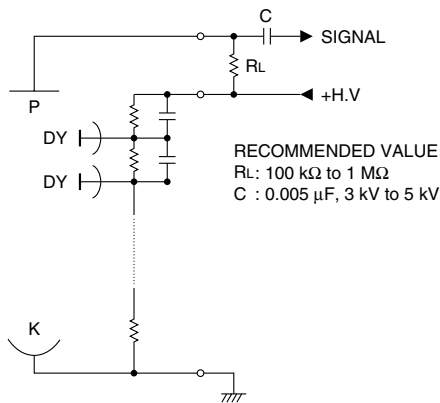 C
SIGNAL
RL
P
+H.V
DY
DY
RECOMMENDED VALUE
RL: 100 kΩ to 1 MΩ
C : 0.005 µF, 3 kV to 5 kV
K